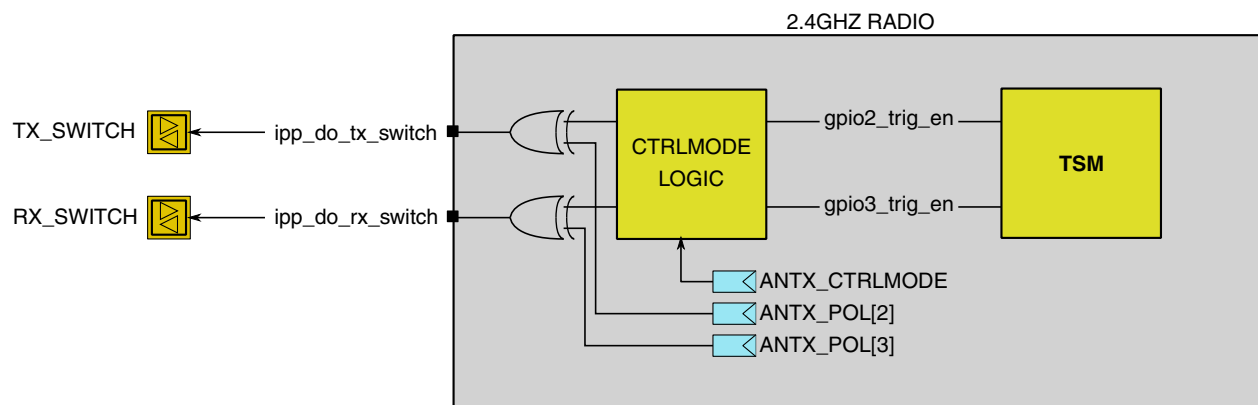 2.4GHZ RADIO
TX_SWITCH
ipp_do_tx_switch
CTRLMODE
LOGIC
gpio2_trig_en
TSM
RX_SWITCH
ipp_do_rx_switch
gpio3_trig_en
ANTX_CTRLMODE
ANTX_POL[2]
ANTX_POL[3]